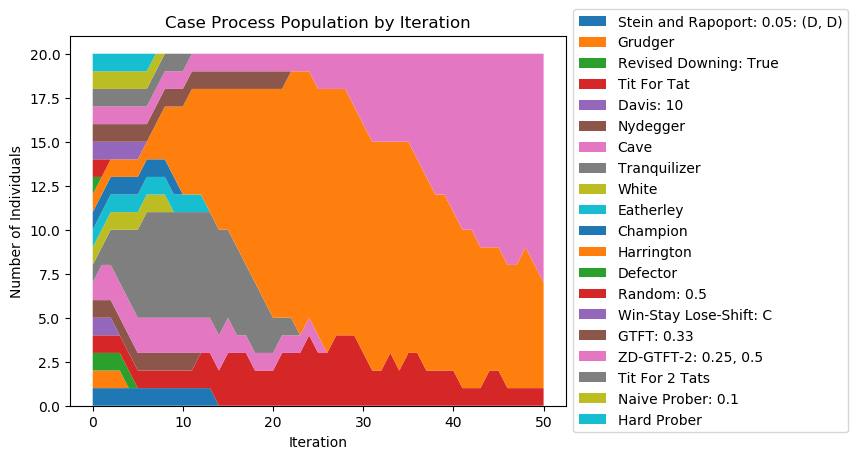 Case Process Population by Iteration
20.0
17.5
15.0
12.5
10.0
7.5
5.0
2.5
0.0
Number of Individuals
0 10 20 30 40 50
Iteration
Stein and Rapoport: 0.05: (D, D)
Grudger
Revised Downing: True
Tit For Tat
Davis: 10
Nydegger
Cave
Tranquilizer
White
Eatherley
Champion
Harrington
Defector
Random: 0.5
Win-Stay Lose-Shift: C
GTFT: 0.33
ZD-GTFT-2: 0.25, 0.5
Tit For 2 Tats
Naive Prober: 0.1
Hard Prober